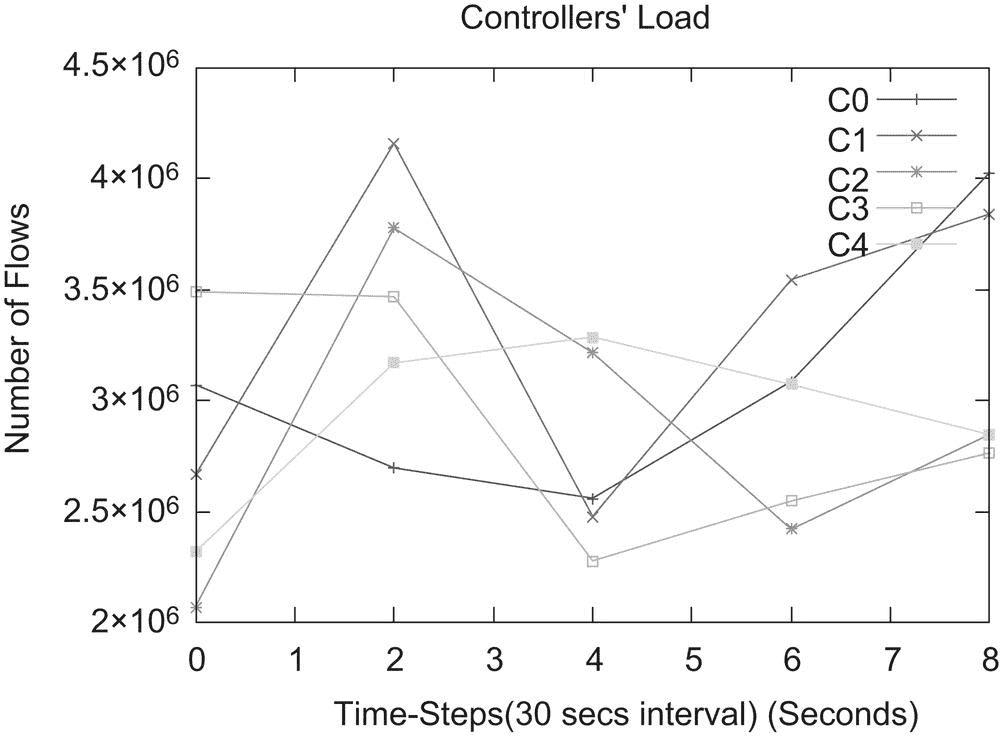 Controllers' Load
4.5×10⁶
4×10⁶
3.5×10⁶
3×10⁶
2.5×10⁶
2×10⁶
Number of Flows
C0
C1
C2
C3
C4
0 1 2 3 4 5 6 7 8
Time-Steps(30 secs interval) (Seconds)